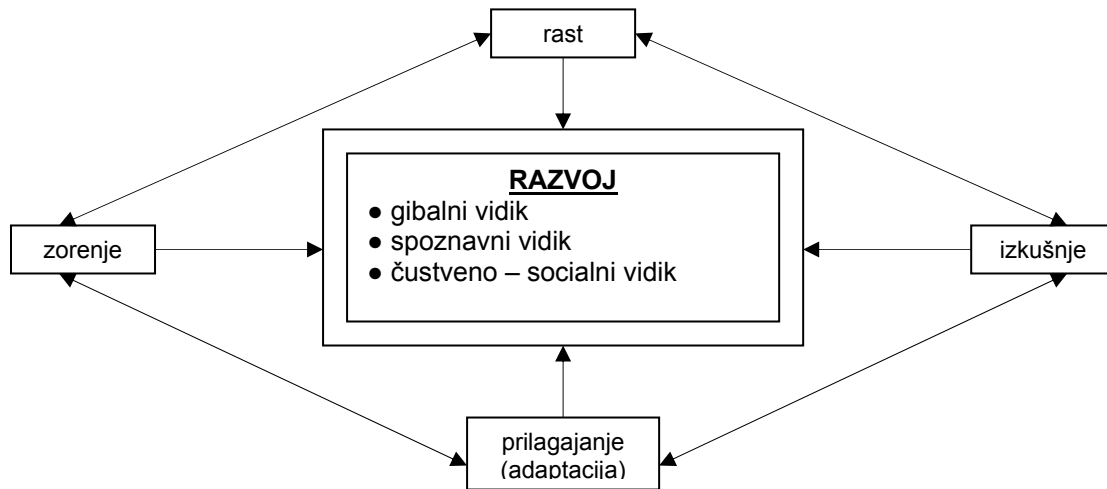 rast
RAZVOJ
● gibalni vidik
● spoznavni vidik
● čustveno – socialni vidik
zorenje
izkušnje
prilagajanje
(adaptacija)